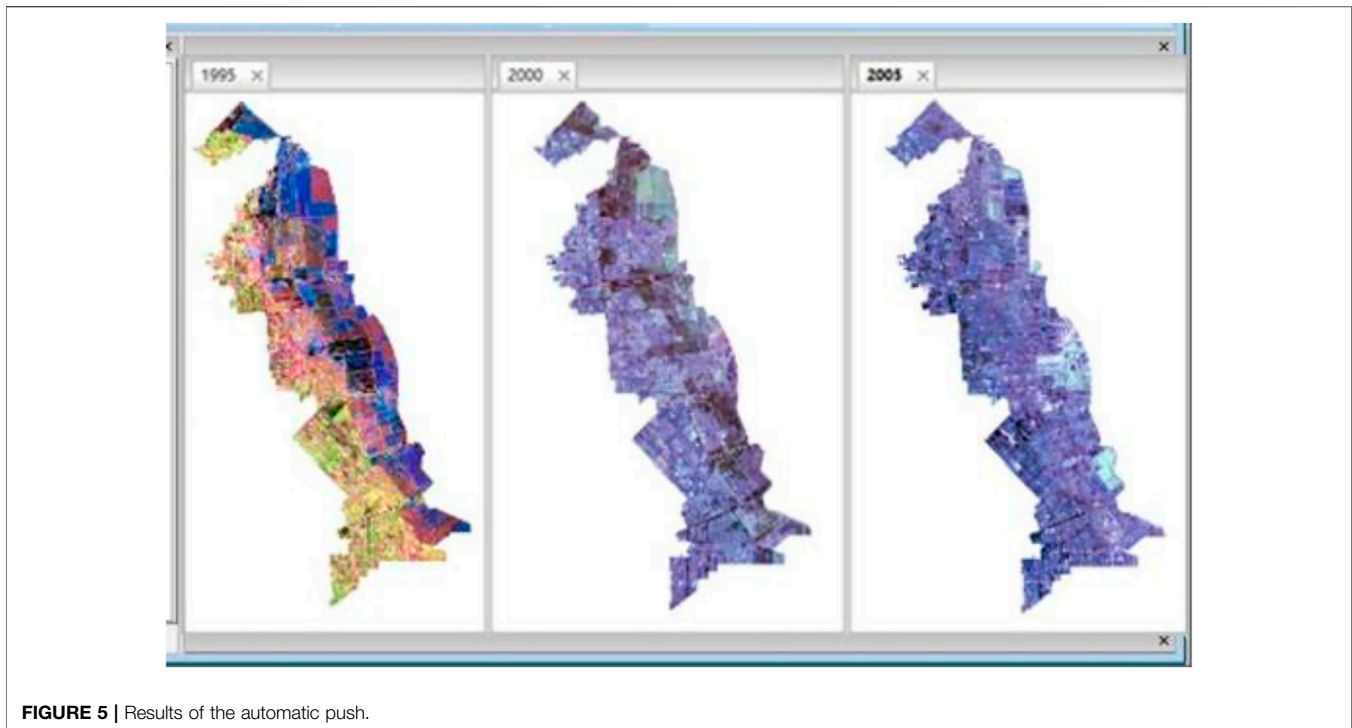 1995 ×
2000 ×
2005 ×
FIGURE 5 | Results of the automatic push.